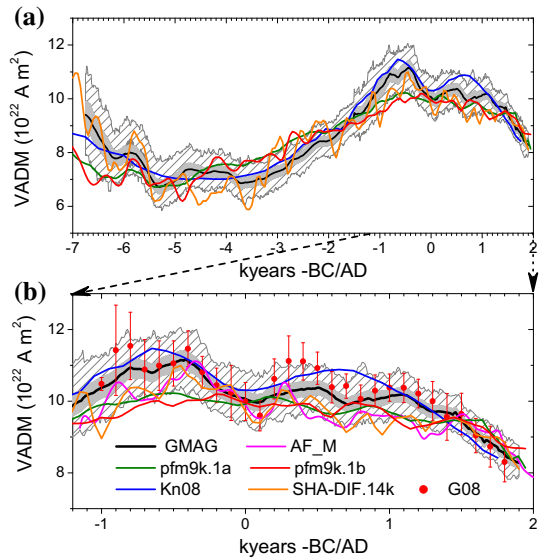 (a)
VADM (10²² A m²)
12
10
8
6
-7 -6 -5 -4 -3 -2 -1 0 1 2
kyears -BC/AD
(b)
VADM (10²² A m²)
12
10
8
GMAG AF_M
pfm9k.1a pfm9k.1b
Kn08 SHA-DIF.14k G08
-1 0 1 2
kyears -BC/AD